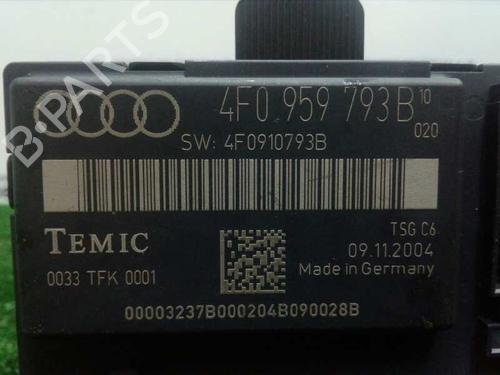 4F0 959 793B 10
020
SW: 4F0910793B
TEMIC
TSG C6
09.11.2004
0033 TFK 0001
Made in Germany
00003237B000204B090028B
B-PARTS